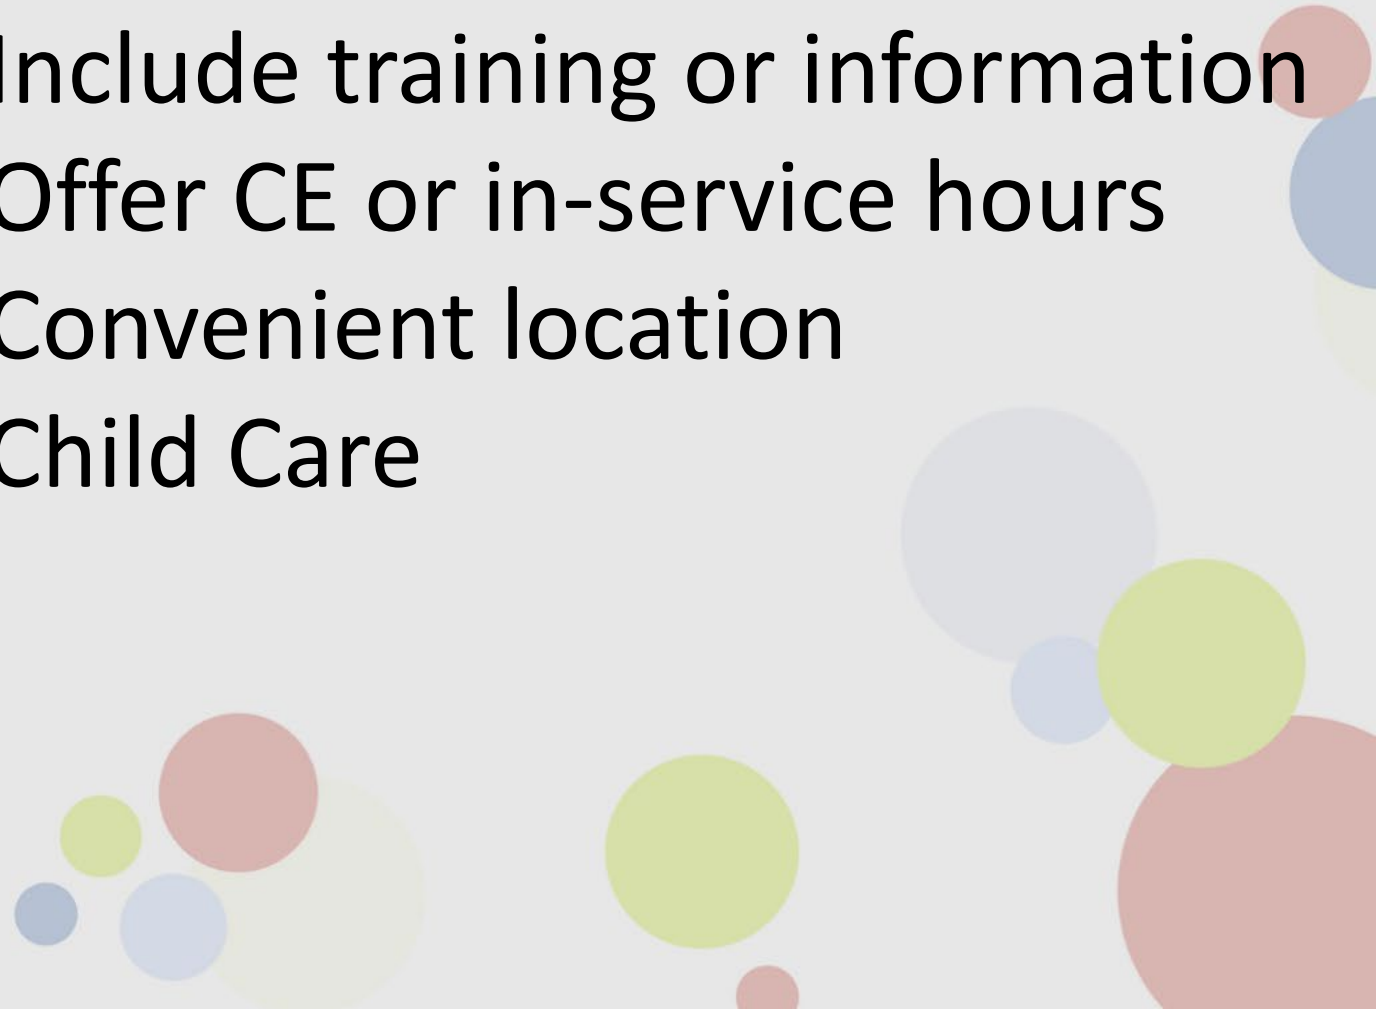 Include training or information
Offer CE or in-service hours
Convenient location
Child Care